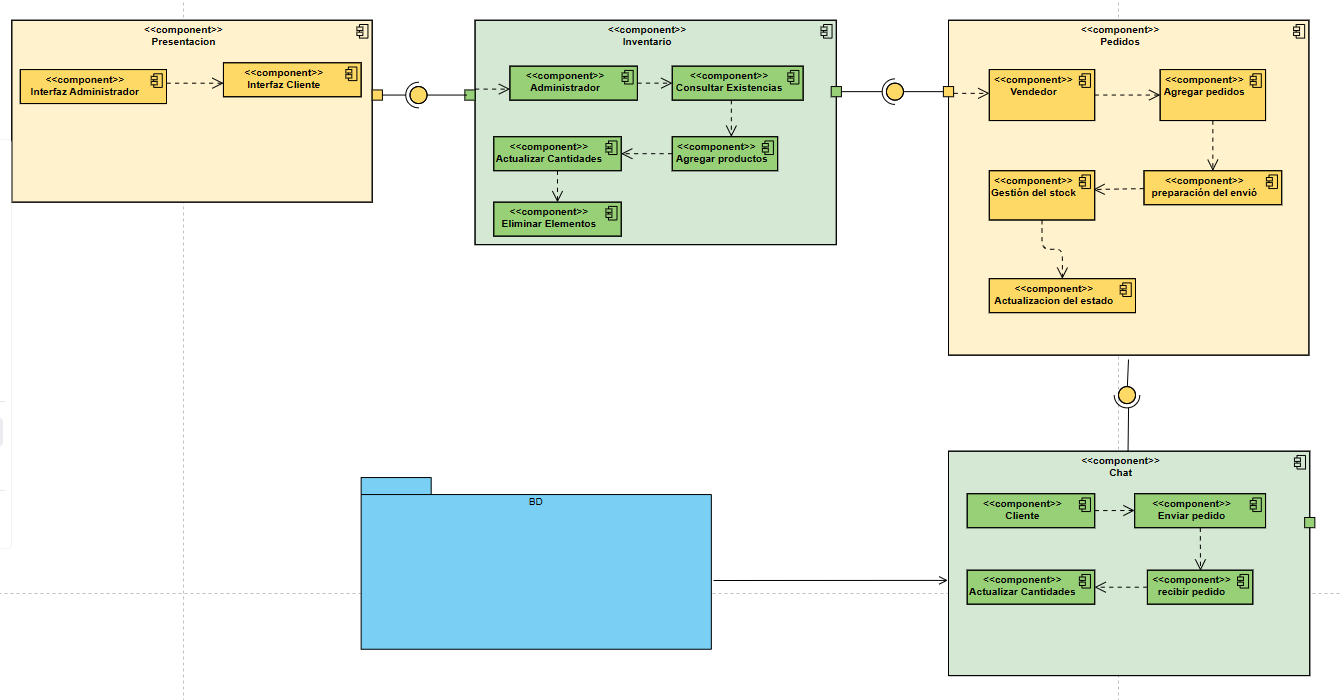 <<component>>
Presentacion
<<component>>
Interfaz Administrador
<<component>>
Interfaz Cliente
<<component>>
Inventario
<<component>>
Administrador
<<component>>
Consultar Existencias
<<component>>
Actualizar Cantidades
<<component>>
Agregar productos
<<component>>
Eliminar Elementos
<<component>>
Pedidos
<<component>>
Vendedor
<<component>>
Agregar pedidos
<<component>>
Gestión del stock
<<component>>
preparación del envió
<<component>>
Actualizacion del estado
BD
<<component>>
Chat
<<component>>
Cliente
<<component>>
Enviar pedido
<<component>>
Actualizar Cantidades
<<component>>
recibir pedido